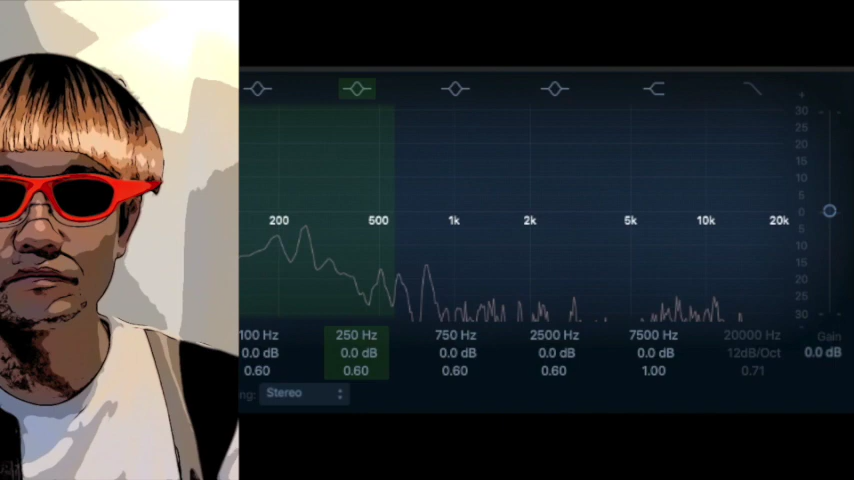 +
30
25
20
15
10
5
0
5
10
15
20
25
30
-
200 500 1k 2k 5k 10k 20k
100 Hz 250 Hz 750 Hz 2500 Hz 7500 Hz 20000 Hz
0.0 dB 0.0 dB 0.0 dB 0.0 dB 0.0 dB 12dB/Oct
0.60 0.60 0.60 0.60 1.00 0.71
Gain
0.0 dB
ng: Stereo